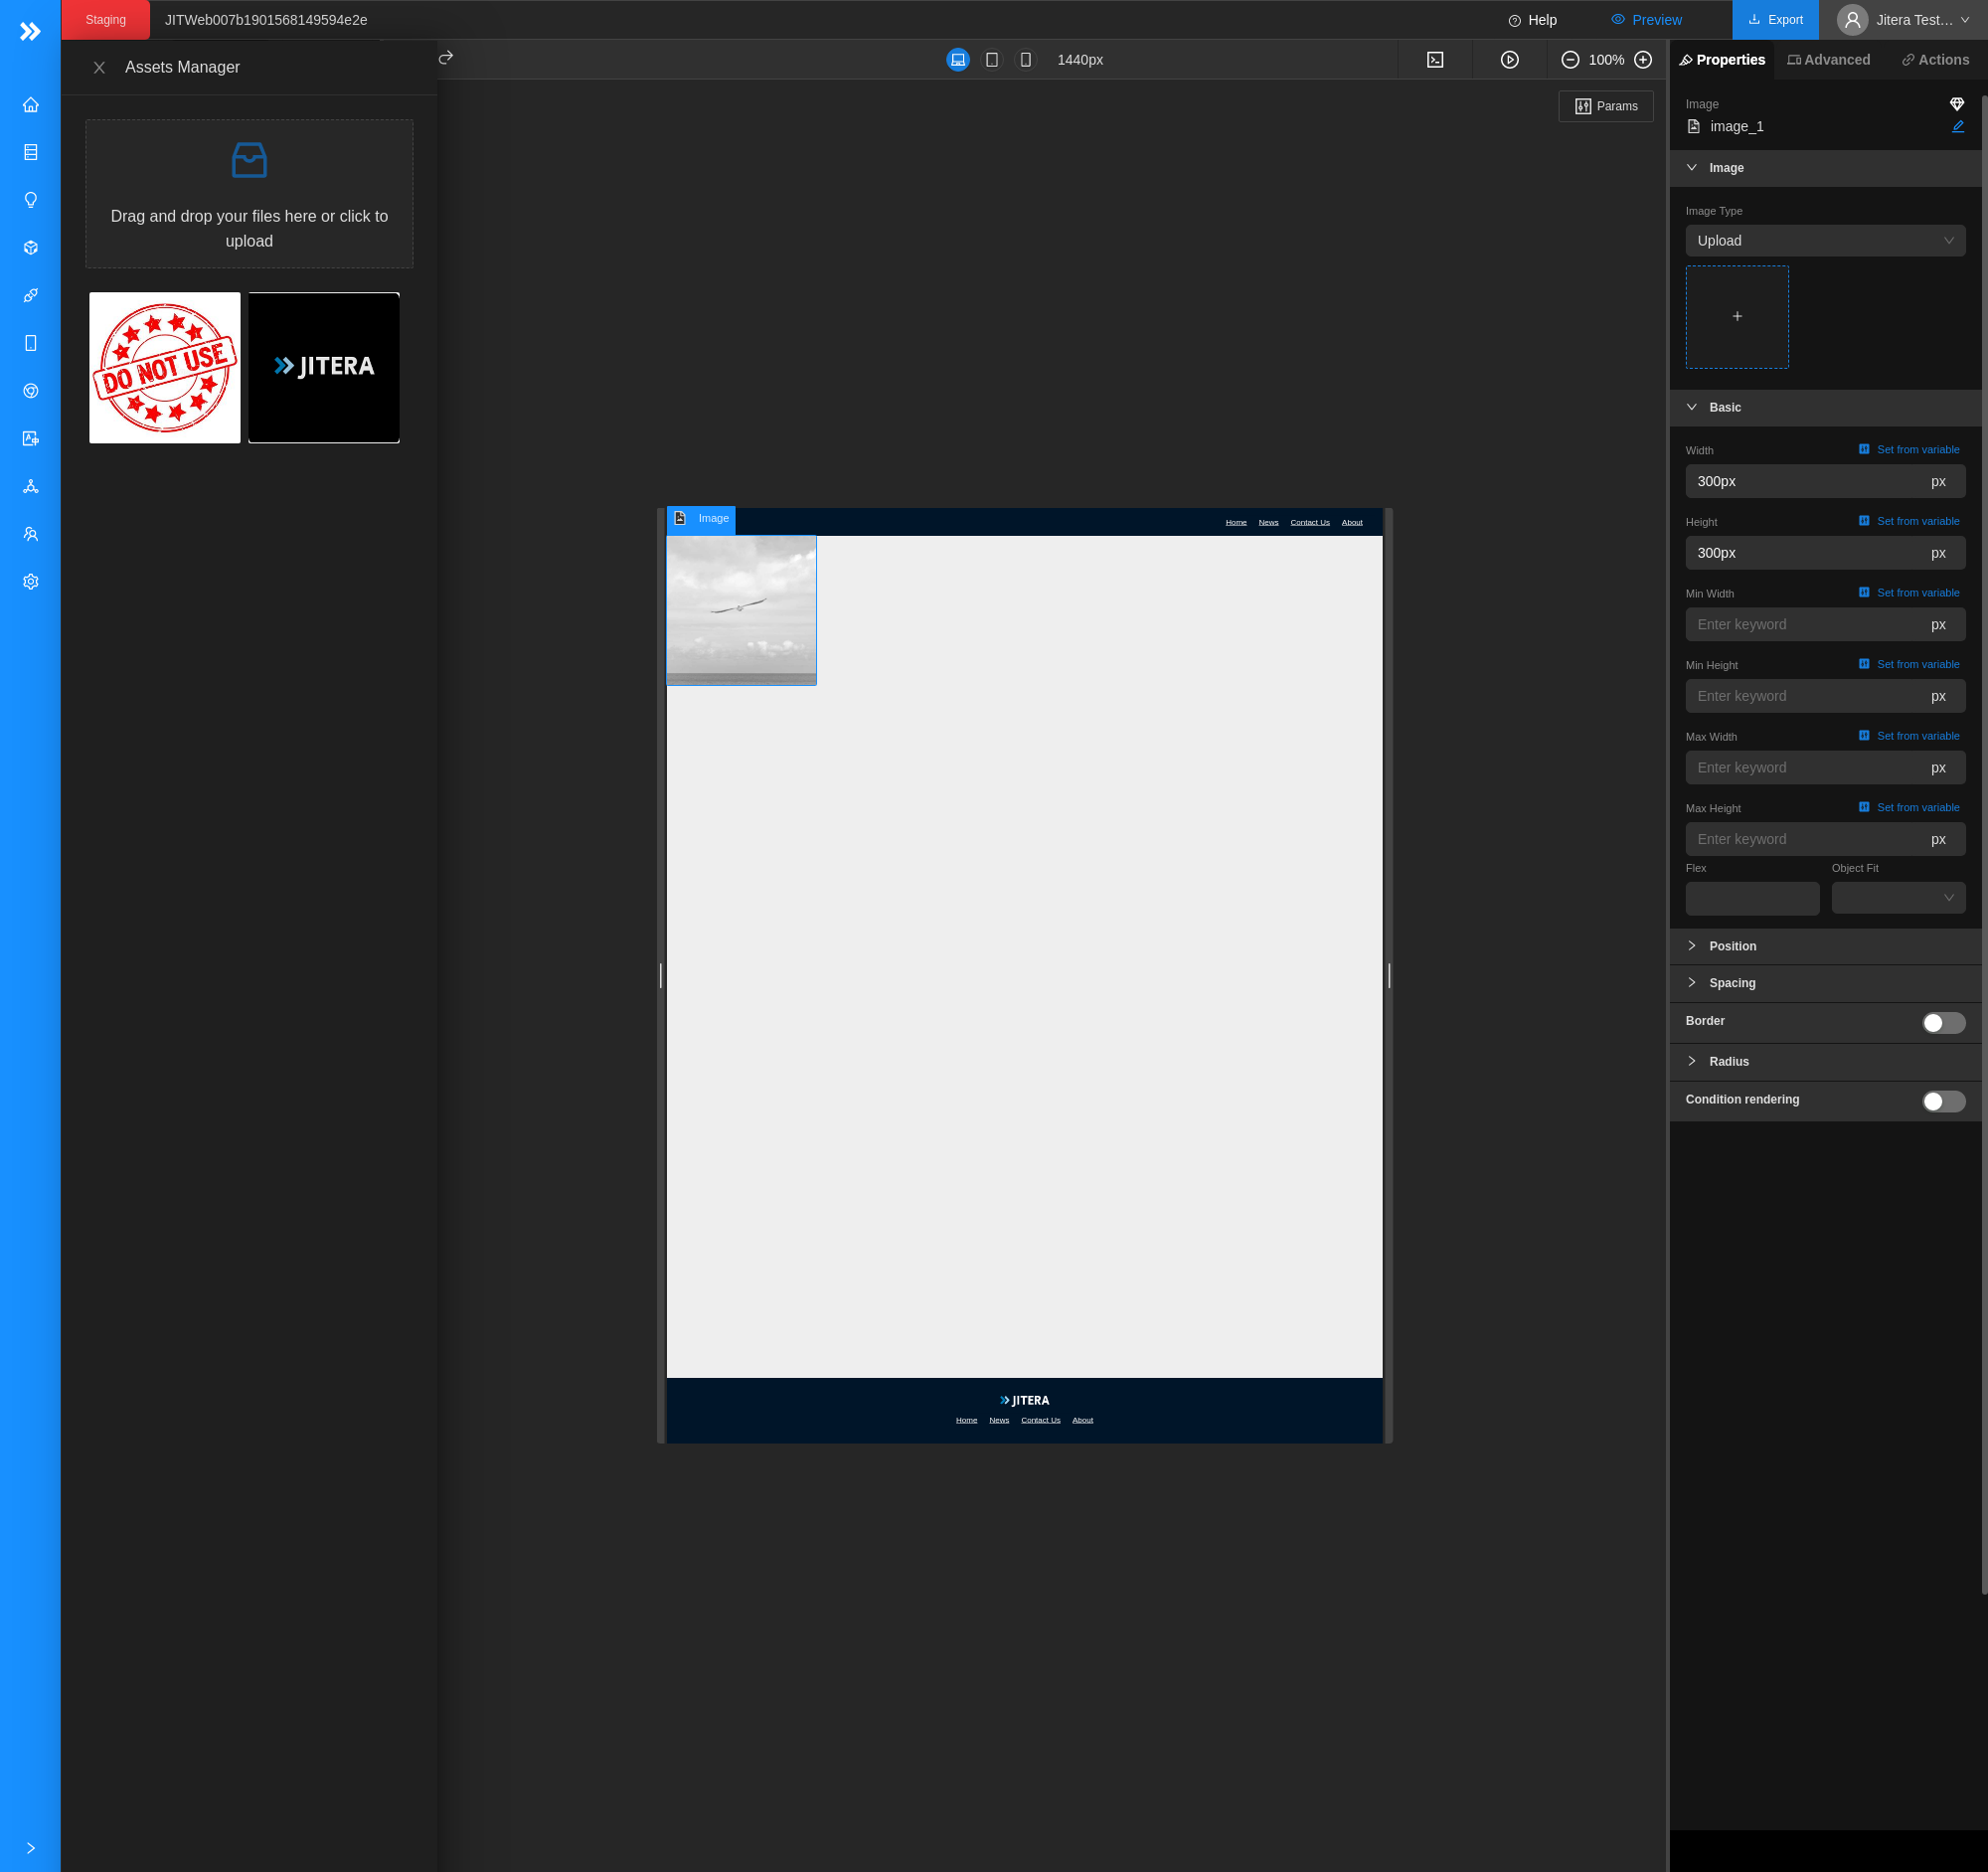 Staging
JITWeb007b1901568149594e2e
Help
Preview
Export
Jitera Test…
Assets Manager
1440px
100%
Properties
Advanced
Actions
Params
Drag and drop your files here or click to
upload
DO NOT USE
JITERA
Image
Home
News
Contact Us
About
JITERA
Home
News
Contact Us
About
Image
image_1
Image
Image Type
Upload
Basic
Width
Set from variable
300px
px
Height
Set from variable
300px
px
Min Width
Set from variable
Enter keyword
px
Min Height
Set from variable
Enter keyword
px
Max Width
Set from variable
Enter keyword
px
Max Height
Set from variable
Enter keyword
px
Flex
Object Fit
Position
Spacing
Border
Radius
Condition rendering